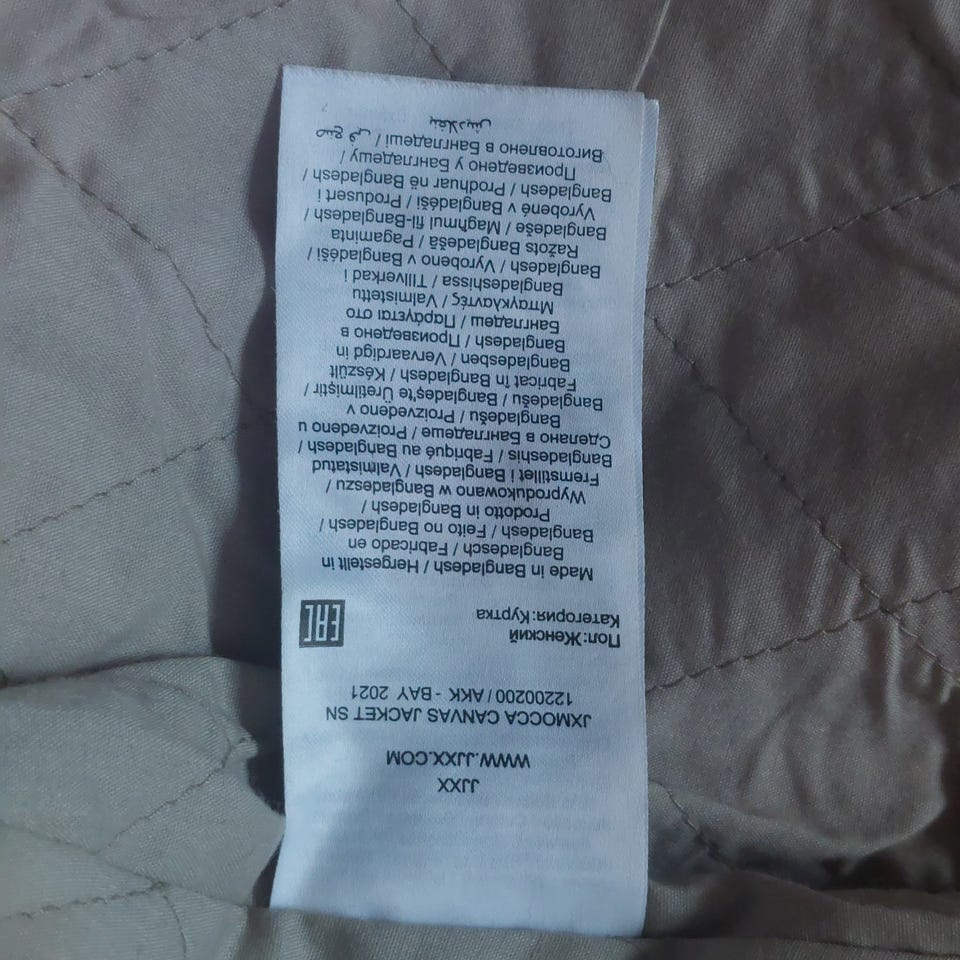 JJXX
WWW.JJXX.COM
JXMOCCA CANVAS JACKET SN
12200200 / AKK - BAY 2021
Пол:Женский
Категория:Куртка
EAC
Made in Bangladesh / Hergestellt in
Bangladesch / Fabricado en
Bangladesh / Feito no Bangladesh /
Prodotto in Bangladesh /
Wyprodukowano w Bangladeszu /
Fremstillet i Bangladesh / Valmistatud
Bangladeshis / Fabriqué au Bangladesh /
Сделано в Бангладеше / Proizvedeno u
Bangladešu / Proizvedeno v
Bangladešu / Bangladeş'te Üretilmiştir /
Fabricat în Bangladesh / Készült
Bangladesben / Vervaardigd in
Bangladesh / Произведено в
Бангладеш / Παράγεται στο
Μπαγκλαντές / Valmistettu
Bangladeshissa / Tillverkad i
Bangladesh / Vyrobeno v Bangladéši /
Ražots Bangladešā / Pagaminta
Bangladeše / Magħmul fil-Bangladesh /
Vyrobené v Bangladéši / Produsert i
Bangladesh / Prodhuar në Bangladesh /
Произведено у Бангладешу /
Виготовлено в Бангладеші / صنع في
بنغلاديش